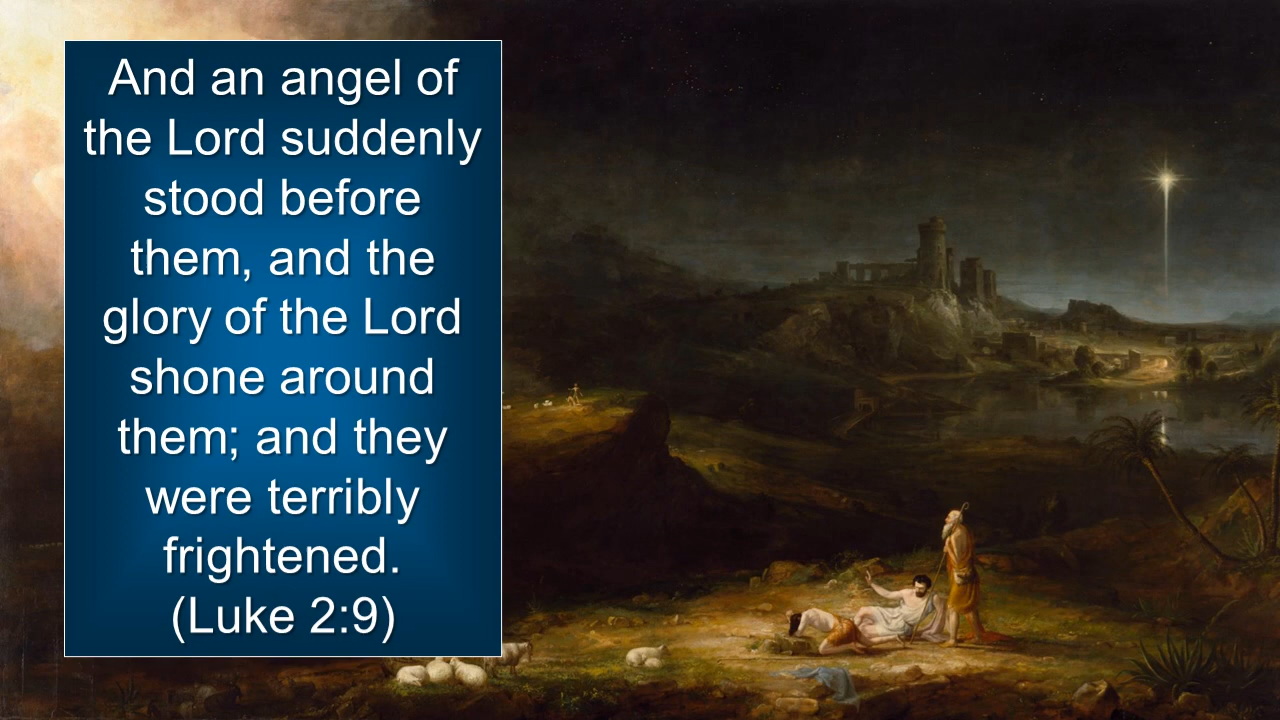 And an angel of
the Lord suddenly
stood before
them, and the
glory of the Lord
shone around
them; and they
were terribly
frightened.
(Luke 2:9)